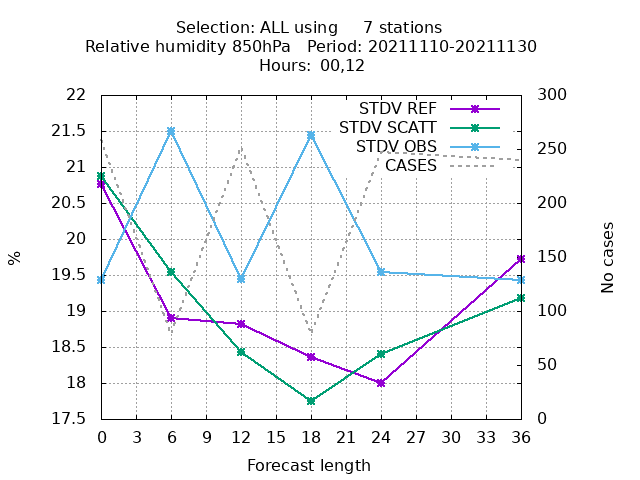 Selection: ALL using     7 stations
Relative humidity 850hPa   Period: 20211110-20211130
Hours: 00,12
22
21.5
21
20.5
20
19.5
19
18.5
18
17.5
%
300
250
200
150
100
50
0
No cases
STDV REF
STDV SCATT
STDV OBS
CASES
0 3 6 9 12 15 18 21 24 27 30 33 36
Forecast length